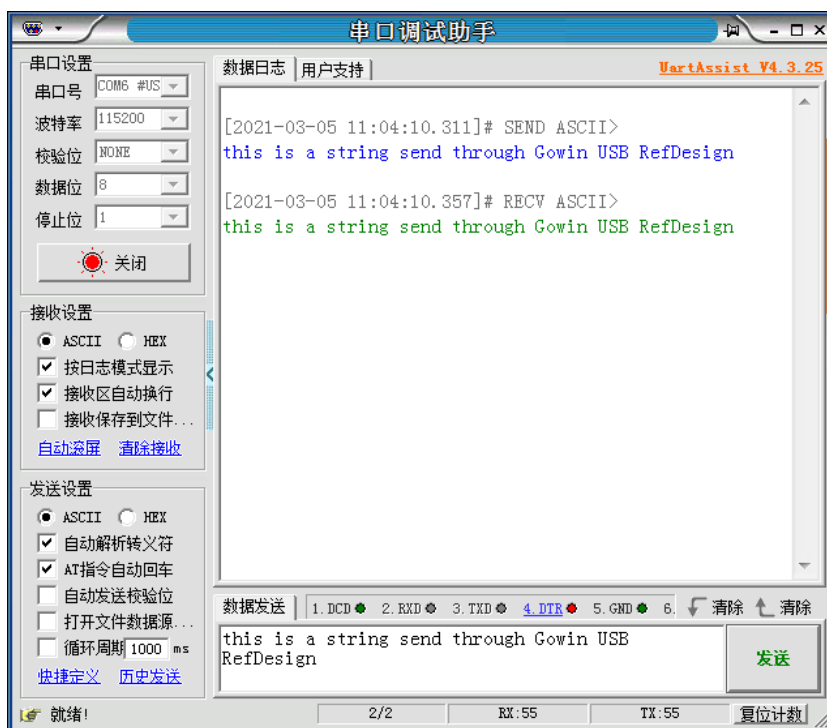 串口调试助手
串口设置
串口号 COM6 #US
波特率 115200
校验位 NONE
数据位 8
停止位 1
关闭
接收设置
ASCII HEX
按日志模式显示
接收区自动换行
接收保存到文件...
自动滚屏 清除接收
发送设置
ASCII HEX
自动解析转义符
AT指令自动回车
自动发送校验位
打开文件数据源...
循环周期 1000 ms
快捷定义 历史发送
数据日志 用户支持 UartAssist V4.3.25
[2021-03-05 11:04:10.311]# SEND ASCII>
this is a string send through Gowin USB RefDesign
[2021-03-05 11:04:10.357]# RECV ASCII>
this is a string send through Gowin USB RefDesign
数据发送 1.DCD 2.RXD 3.TXD 4.DTR 5.GND 6. 清除 清除
this is a string send through Gowin USB
RefDesign
发送
就绪! 2/2 RX:55 TX:55 复位计数